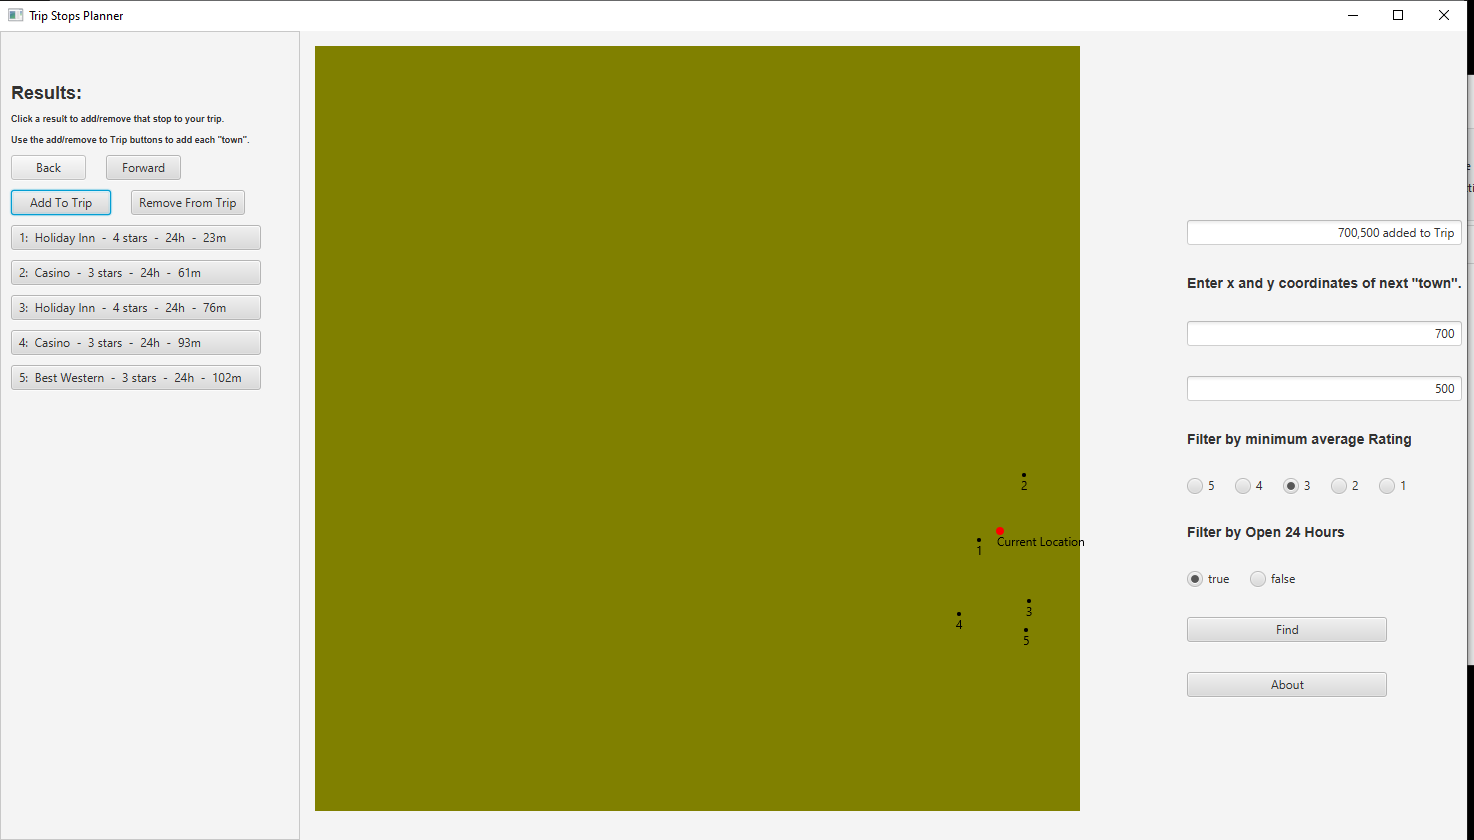 Trip Stops Planner
Results:
Click a result to add/remove that stop to your trip.
Use the add/remove to Trip buttons to add each "town".
Back
Forward
Add To Trip
Remove From Trip
1: Holiday Inn - 4 stars - 24h - 23m
2: Casino - 3 stars - 24h - 61m
3: Holiday Inn - 4 stars - 24h - 76m
4: Casino - 3 stars - 24h - 93m
5: Best Western - 3 stars - 24h - 102m
2
Current Location
1
3
4
5
700,500 added to Trip
Enter x and y coordinates of next "town".
700
500
Filter by minimum average Rating
5 4 3 2 1
Filter by Open 24 Hours
true false
Find
About